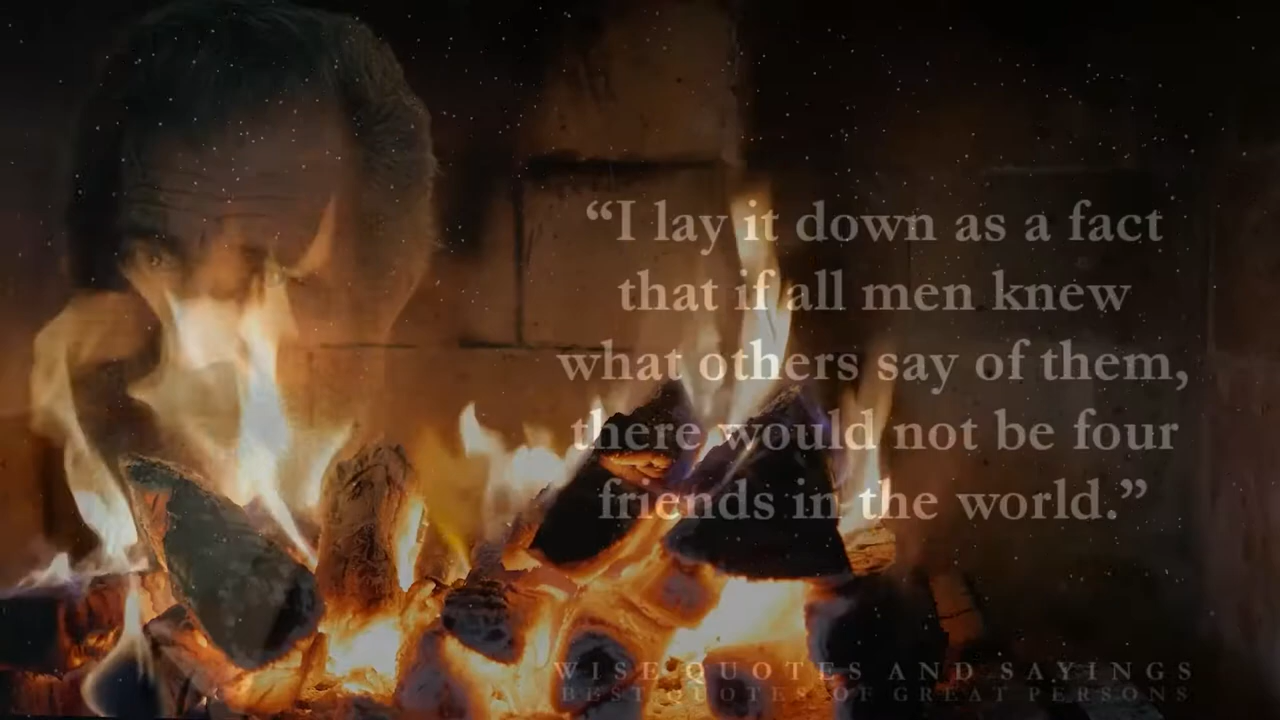 “I lay it down as a fact
that if all men knew
what others say of them,
there would not be four
friends in the world.”
WISE QUOTES AND SAYINGS
BEST QUOTES OF GREAT PERSONS